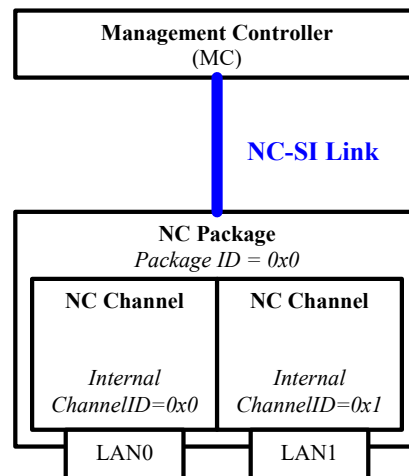 Management Controller
(MC)
NC-SI Link
NC Package
Package ID = 0x0
NC Channel
Internal
ChannelID=0x0
NC Channel
Internal
ChannelID=0x1
LAN0
LAN1